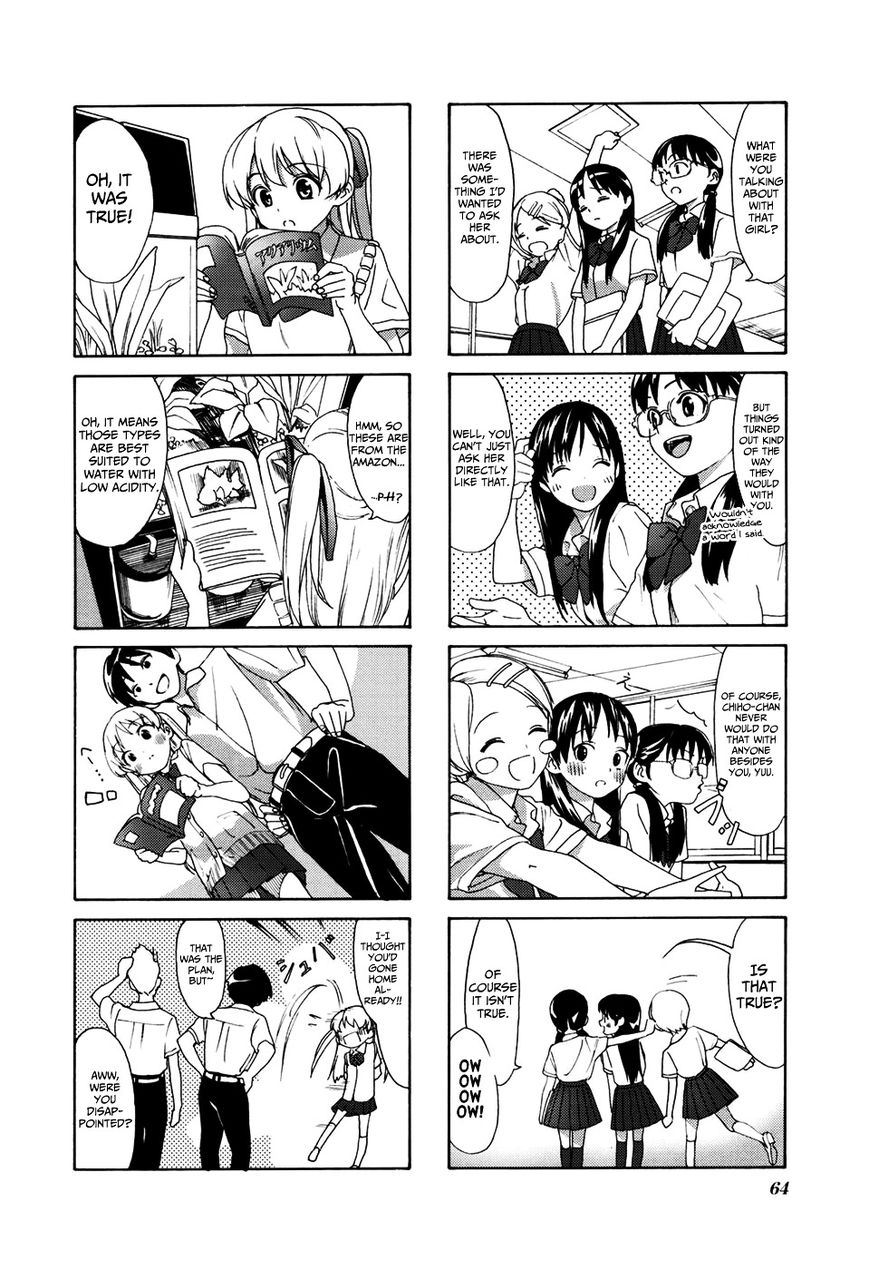 WHAT
WERE
YOU
TALKING
ABOUT
WITH
THAT
GIRL?
THERE
WAS
SOME-
THING I'D
WANTED
TO ASK
HER
ABOUT.
BUT
THINGS
TURNED
OUT KIND
OF THE
WAY
THEY
WOULD
WITH
YOU.
Wouldn't
acknowledge
a word I said
WELL, YOU
CAN'T JUST
ASK HER
DIRECTLY
LIKE THAT.
OF COURSE,
CHIHO-CHAN
NEVER
WOULD DO
THAT WITH
ANYONE
BESIDES
YOU, YUU.
IS
THAT
TRUE?
OF
COURSE
IT ISN'T
TRUE.
OW
OW
OW
OW!
OH, IT
WAS
TRUE!
HMM, SO
THESE ARE
FROM THE
AMAZON...
...PH?
OH, IT MEANS
THOSE TYPES
ARE BEST
SUITED TO
WATER WITH
LOW ACIDITY.
I-I
THOUGHT
YOU'D
GONE
HOME
AL-
READY!!
THAT
WAS THE
PLAN,
BUT~
AWW,
WERE
YOU
DISAP-
POINTED?
64